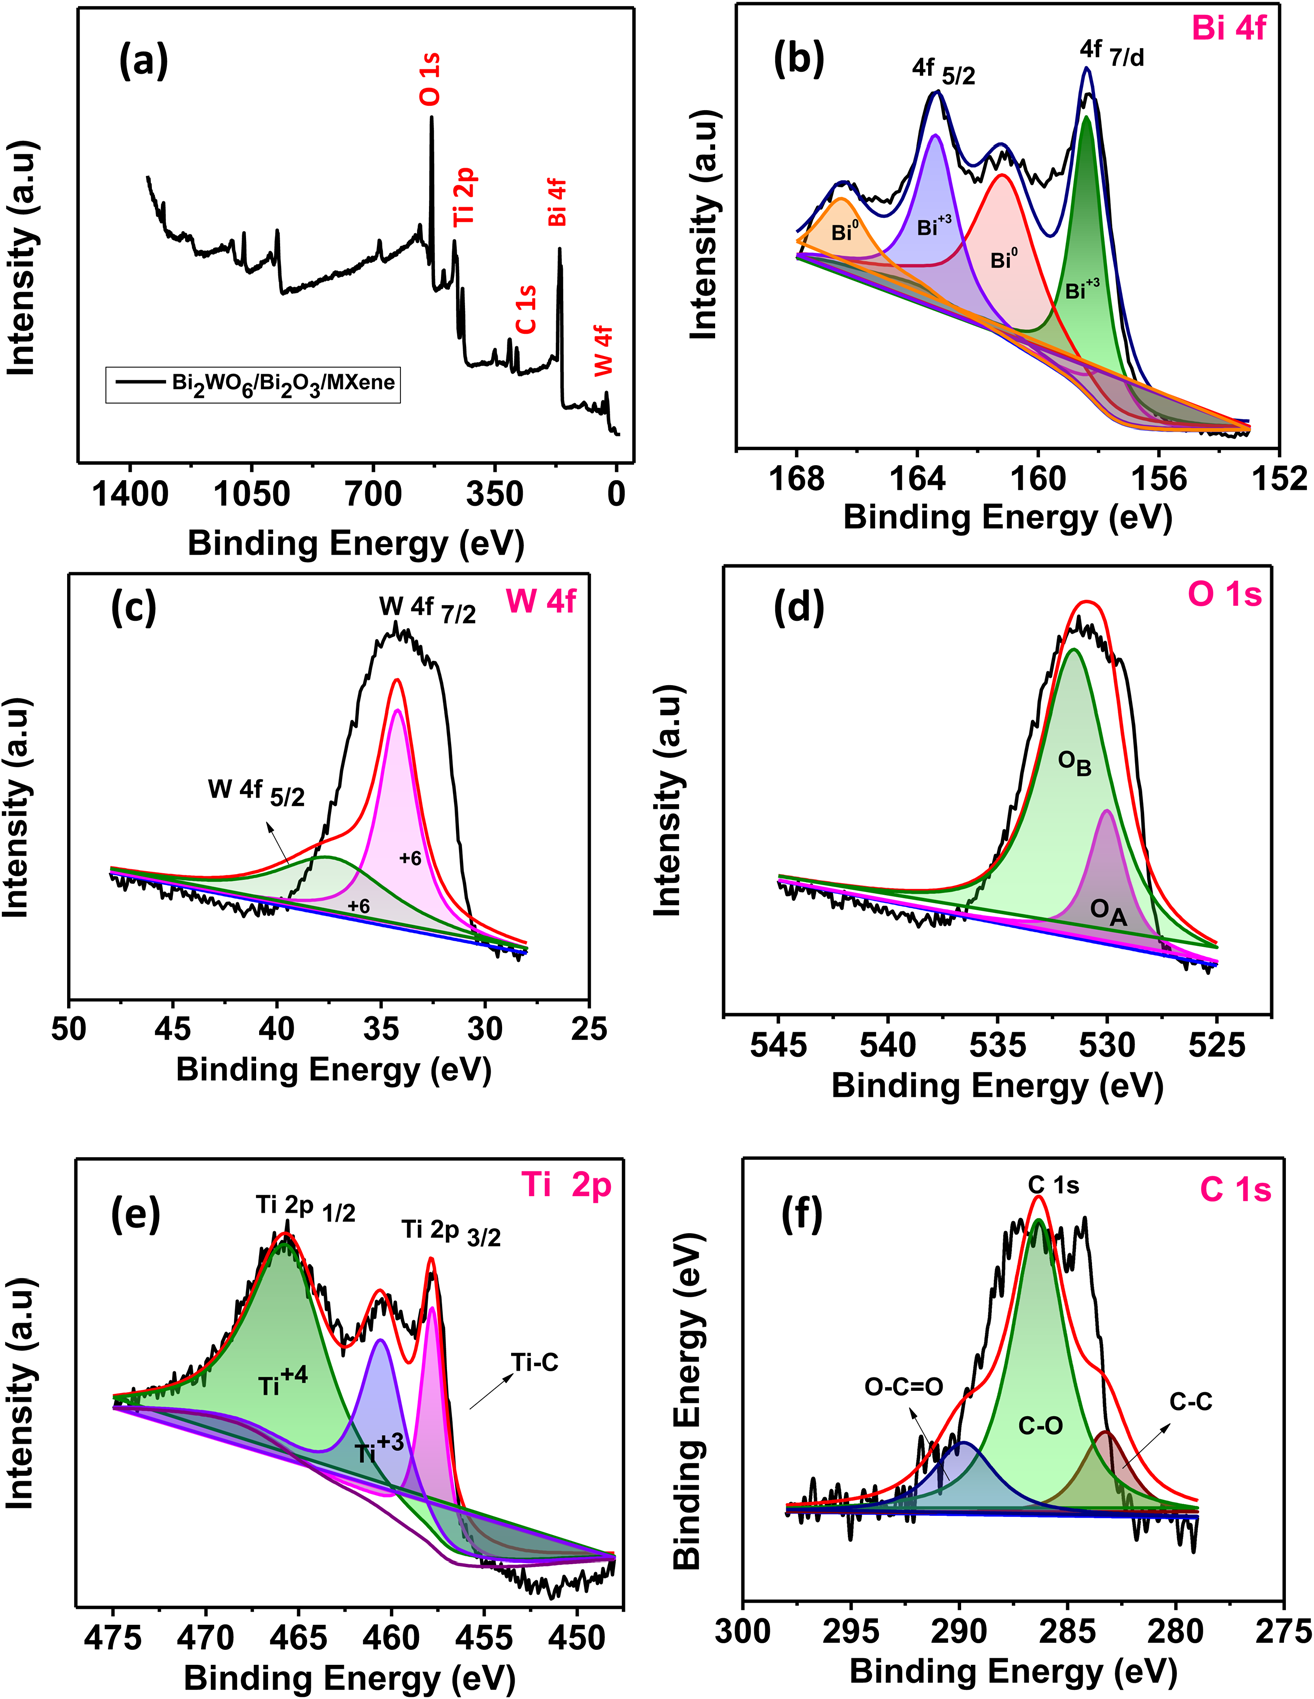 (a)
O 1s
Ti 2p
Bi 4f
C 1s
W 4f
Bi2WO6/Bi2O3/MXene
Intensity (a.u)
1400 1050 700 350 0
Binding Energy (eV)
(b)
Bi 4f
4f 5/2
4f 7/d
Bi0
Bi+3
Bi0
Bi+3
Intensity (a.u)
168 164 160 156 152
Binding Energy (eV)
(c)
W 4f
W 4f 7/2
W 4f 5/2
+6
+6
Intensity (a.u)
50 45 40 35 30 25
Binding Energy (eV)
(d)
O 1s
OB
OA
Intensity (a.u)
545 540 535 530 525
Binding Energy (eV)
(e)
Ti 2p
Ti 2p 1/2
Ti 2p 3/2
Ti-C
Ti+4
Ti+3
Intensity (a.u)
475 470 465 460 455 450
Binding Energy (eV)
(f)
C 1s
C 1s
O-C=O
C-O
C-C
Binding Energy (eV)
300 295 290 285 280 275
Binding Energy (eV)